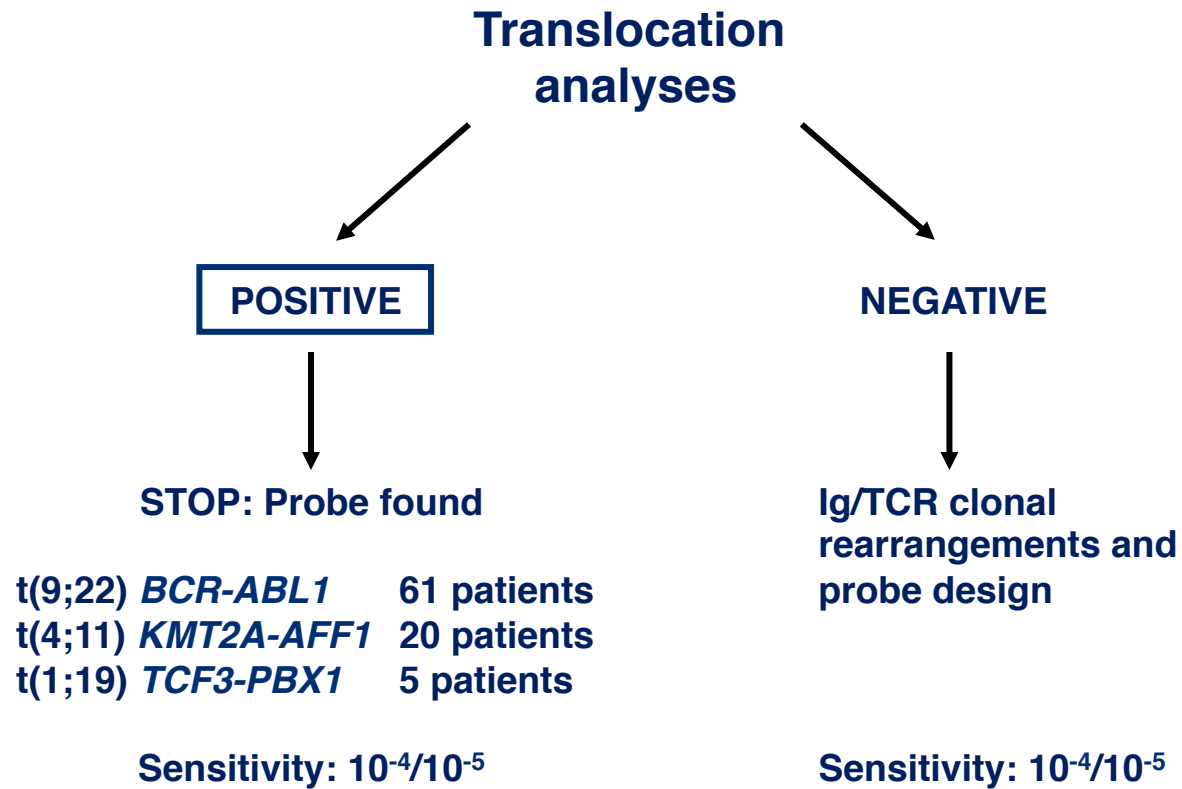 Translocation
analyses
POSITIVE
NEGATIVE
STOP: Probe found
t(9;22) BCR-ABL1 61 patients
t(4;11) KMT2A-AFF1 20 patients
t(1;19) TCF3-PBX1 5 patients
Sensitivity: 10⁻⁴/10⁻⁵
Ig/TCR clonal
rearrangements and
probe design
Sensitivity: 10⁻⁴/10⁻⁵